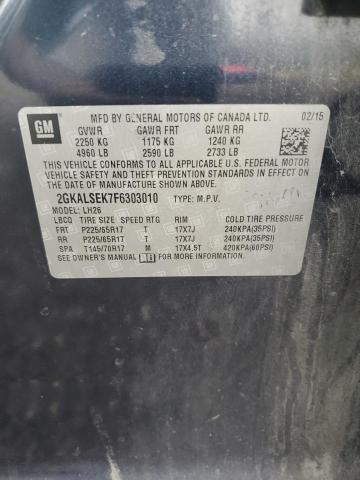 GM
MFD BY GENERAL MOTORS OF CANADA LTD. 02/15
GVWR GAWR FRT GAWR RR
2250 KG 1175 KG 1240 KG
4960 LB 2590 LB 2733 LB
THIS VEHICLE CONFORMS TO ALL APPLICABLE U.S. FEDERAL MOTOR
VEHICLE SAFETY, BUMPER, AND THEFT PREVENTION STANDARDS IN
EFFECT ON THE DATE OF MANUFACTURE SHOWN ABOVE.
2GKALSEK7F6303010 TYPE: M.P.V.
MODEL: LH26
LBCQ TIRE SIZE SPEED RTG RIM COLD TIRE PRESSURE
FRT P225/65R17 T 17X7J 240KPA(35PSI)
RR P225/65R17 T 17X7J 240KPA(35PSI)
SPA T145/70R17 M 17X4.5T 420KPA(60PSI)
SEE OWNER'S MANUAL FOR MORE INFORMATION.